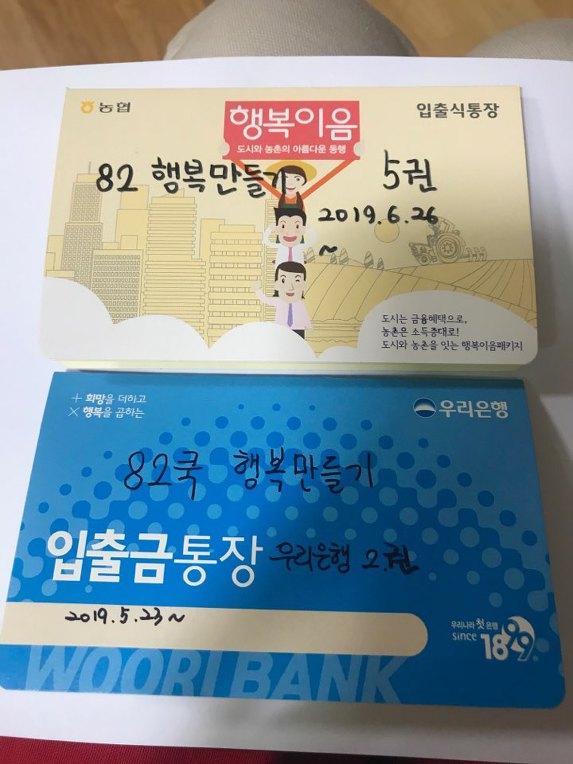 농협
행복이음
입출식통장
도시와 농촌의 아름다운 동행
82 행복만들기 5권
2019.6.26
~
도시는 금융혜택으로,
농촌은 소득증대로!
도시와 농촌을 잇는 행복이음패키지
+ 희망을 더하고
× 행복을 곱하는
우리은행
82쿡 행복만들기
입출금통장 우리은행 2.권
2019.5.23~
우리나라 첫 은행
since 1899
WOORI BANK